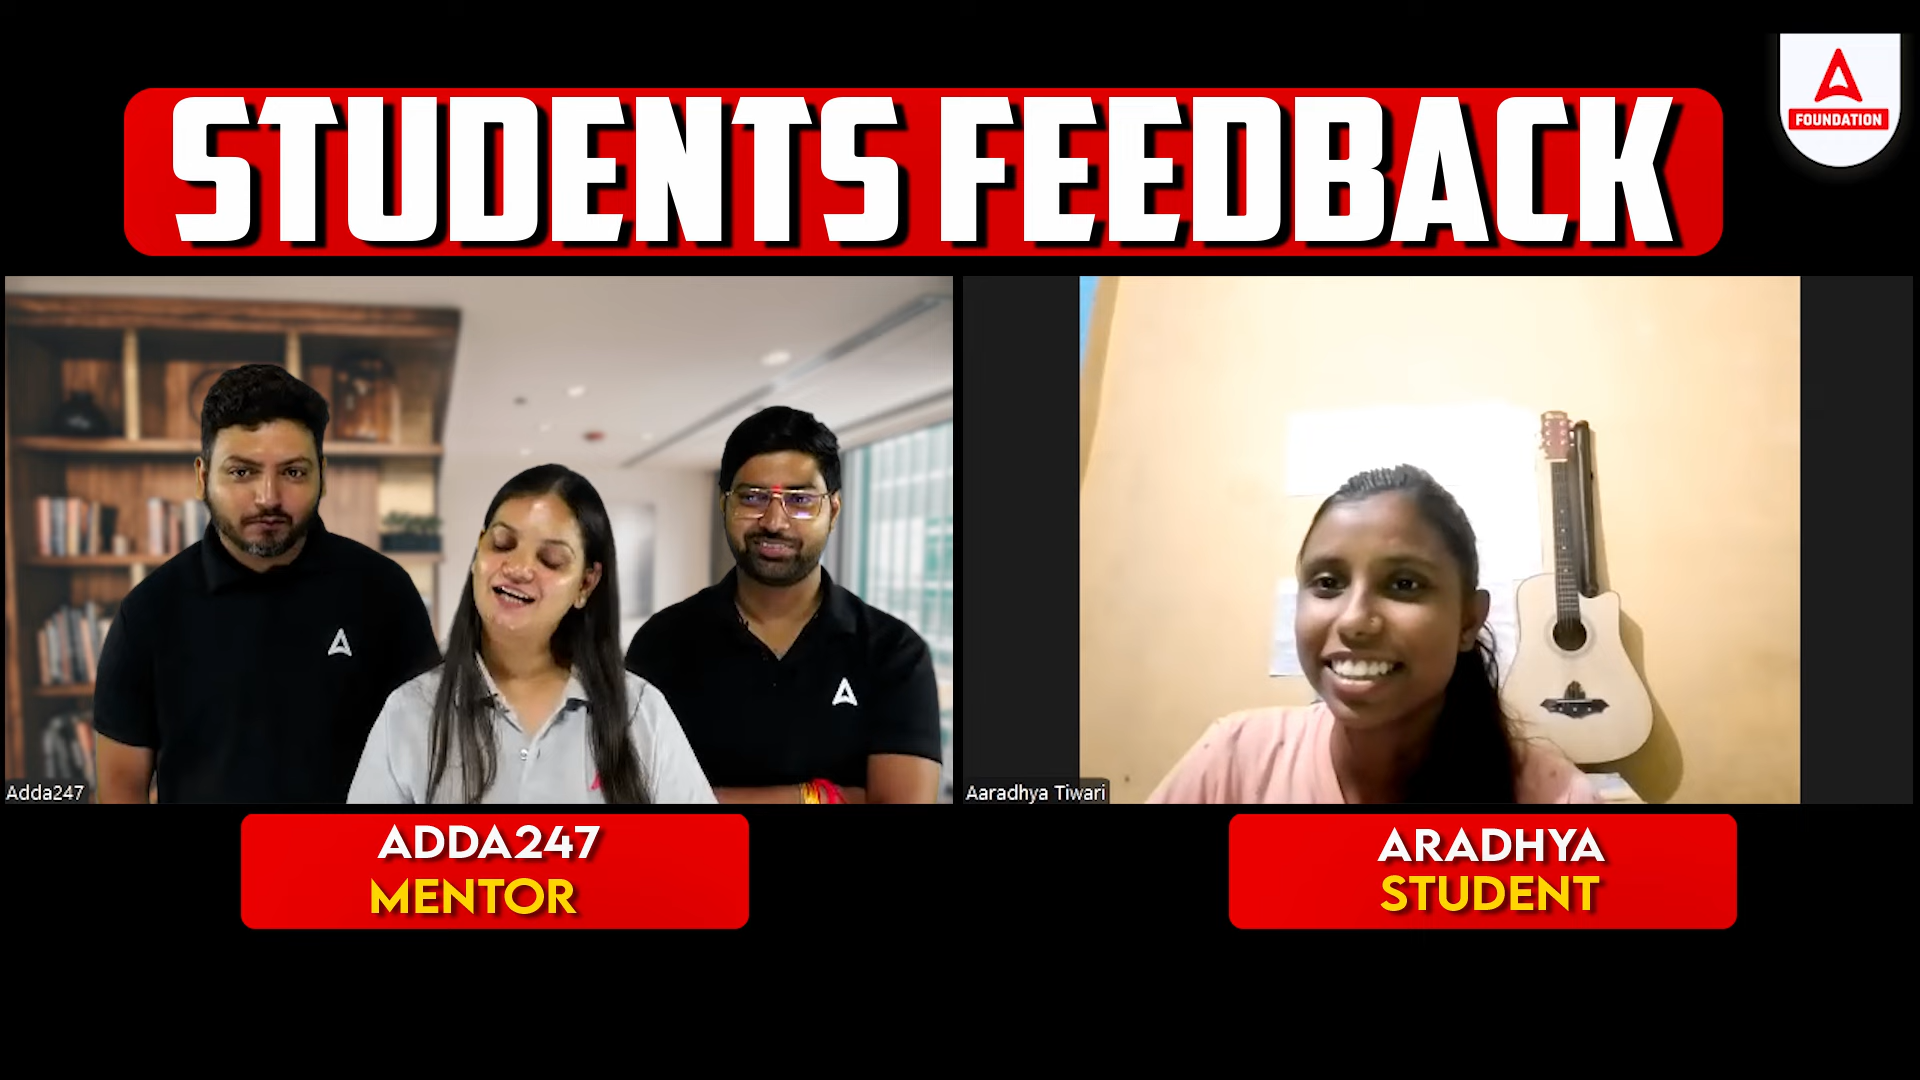 STUDENTS FEEDBACK
A
FOUNDATION
Adda247
Aaradhya Tiwari
ADDA247
MENTOR
ARADHYA
STUDENT